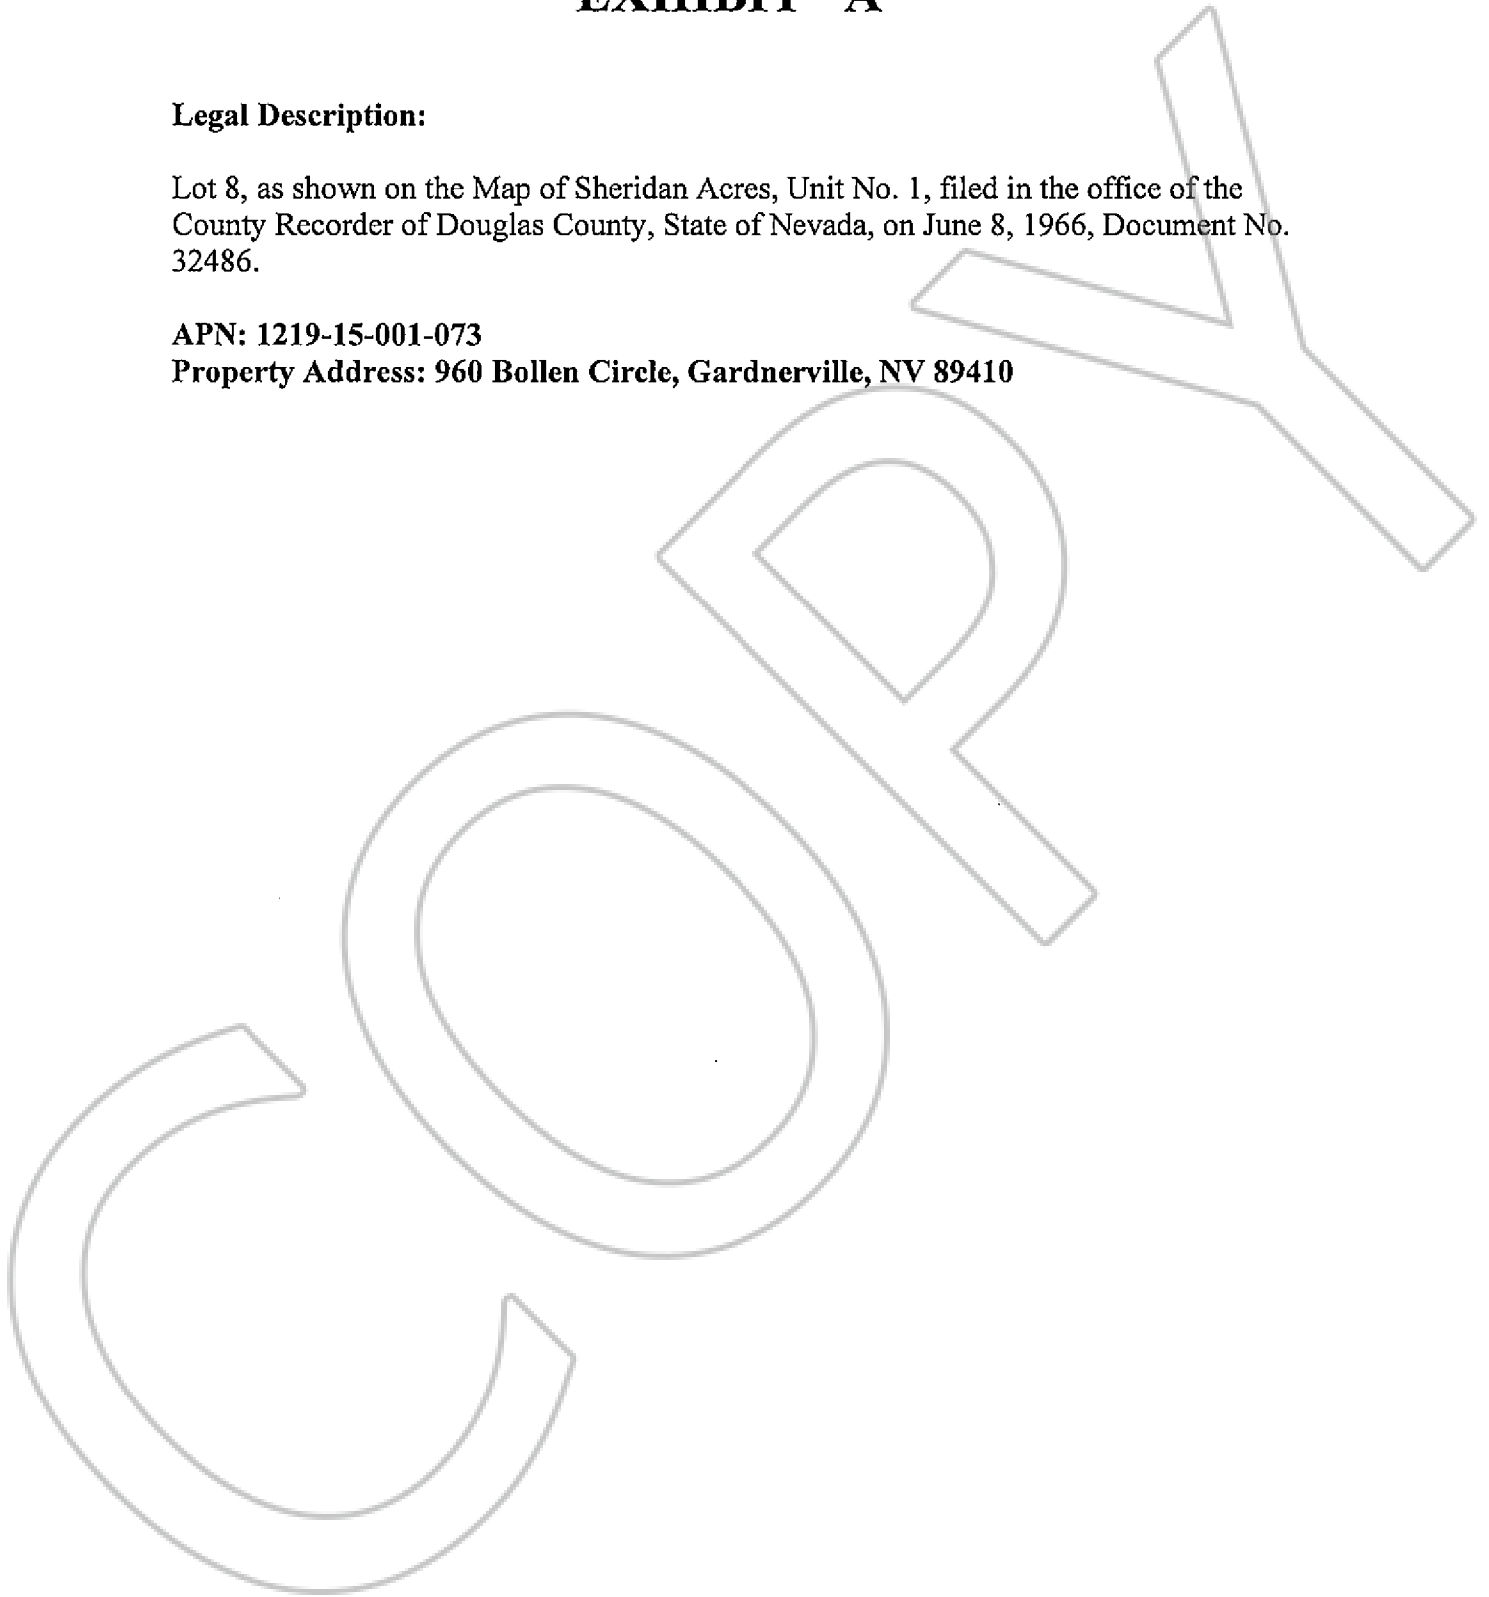 EXHIBIT "A"
Legal Description:
Lot 8, as shown on the Map of Sheridan Acres, Unit No. 1, filed in the office of the
County Recorder of Douglas County, State of Nevada, on June 8, 1966, Document No.
32486.
APN: 1219-15-001-073
Property Address: 960 Bollen Circle, Gardnerville, NV 89410
COPY